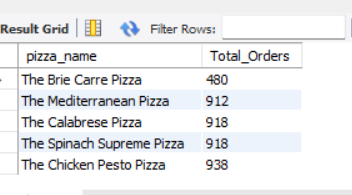 Result Grid Filter Rows:
pizza_name Total_Orders
The Brie Carre Pizza 480
The Mediterranean Pizza 912
The Calabrese Pizza 918
The Spinach Supreme Pizza 918
The Chicken Pesto Pizza 938